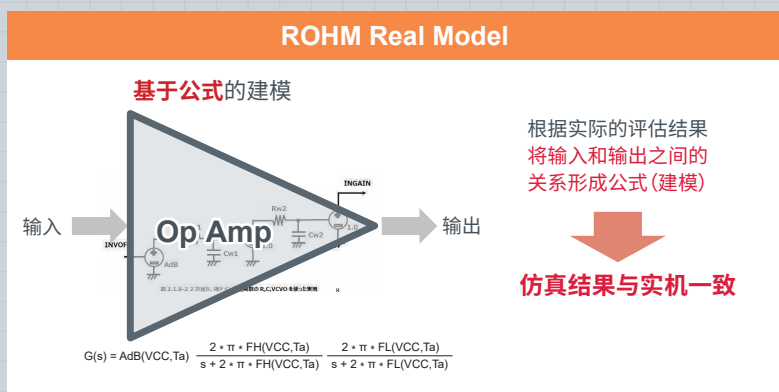 ROHM Real Model
基于公式的建模
根据实际的评估结果
将输入和输出之间的
关系形成公式(建模)
INGAIN
Rw2
输入
Op Amp
1.0
1.0
输出
Cw2
INVOF
Cw1
AdB
仿真结果与实机一致
G(s) = AdB(VCC,Ta) 2 * π * FH(VCC,Ta) 2 * π * FL(VCC,Ta)
s + 2 * π * FH(VCC,Ta) s + 2 * π * FL(VCC,Ta)